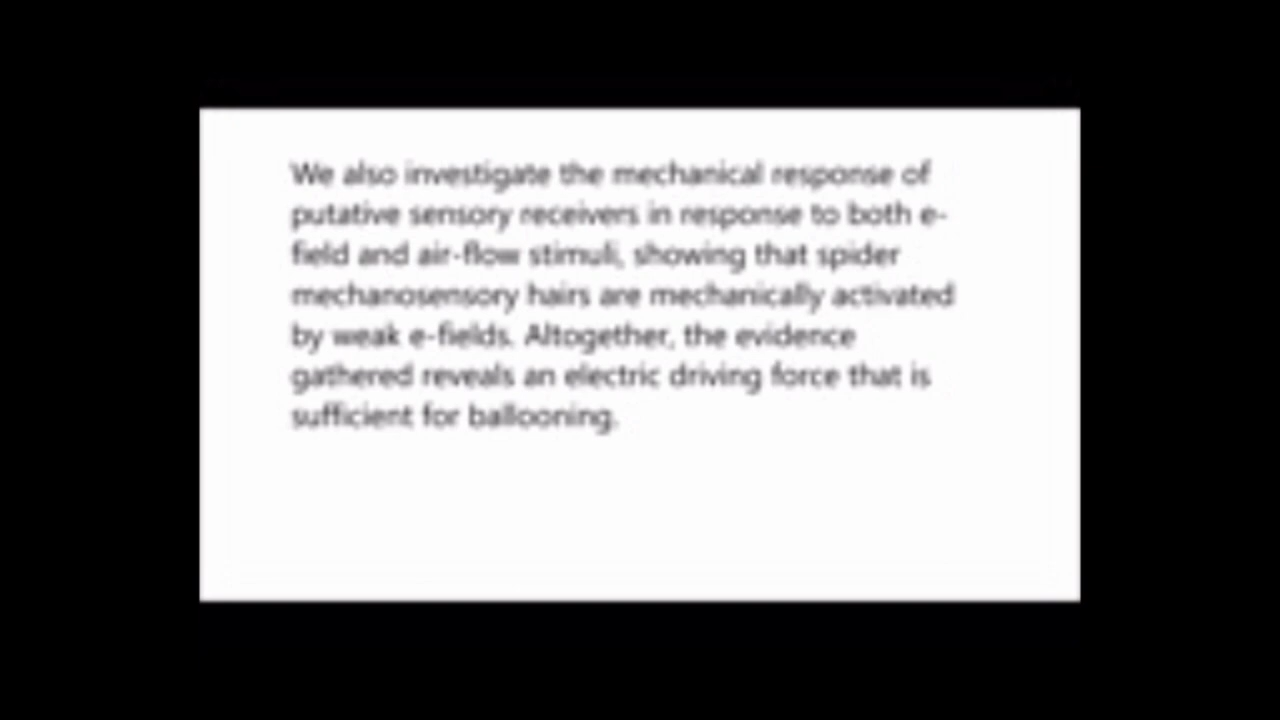 We also investigate the mechanical response of
putative sensory receivers in response to both e-
field and air-flow stimuli, showing that spider
mechanosensory hairs are mechanically activated
by weak e-fields. Altogether, the evidence
gathered reveals an electric driving force that is
sufficient for ballooning.